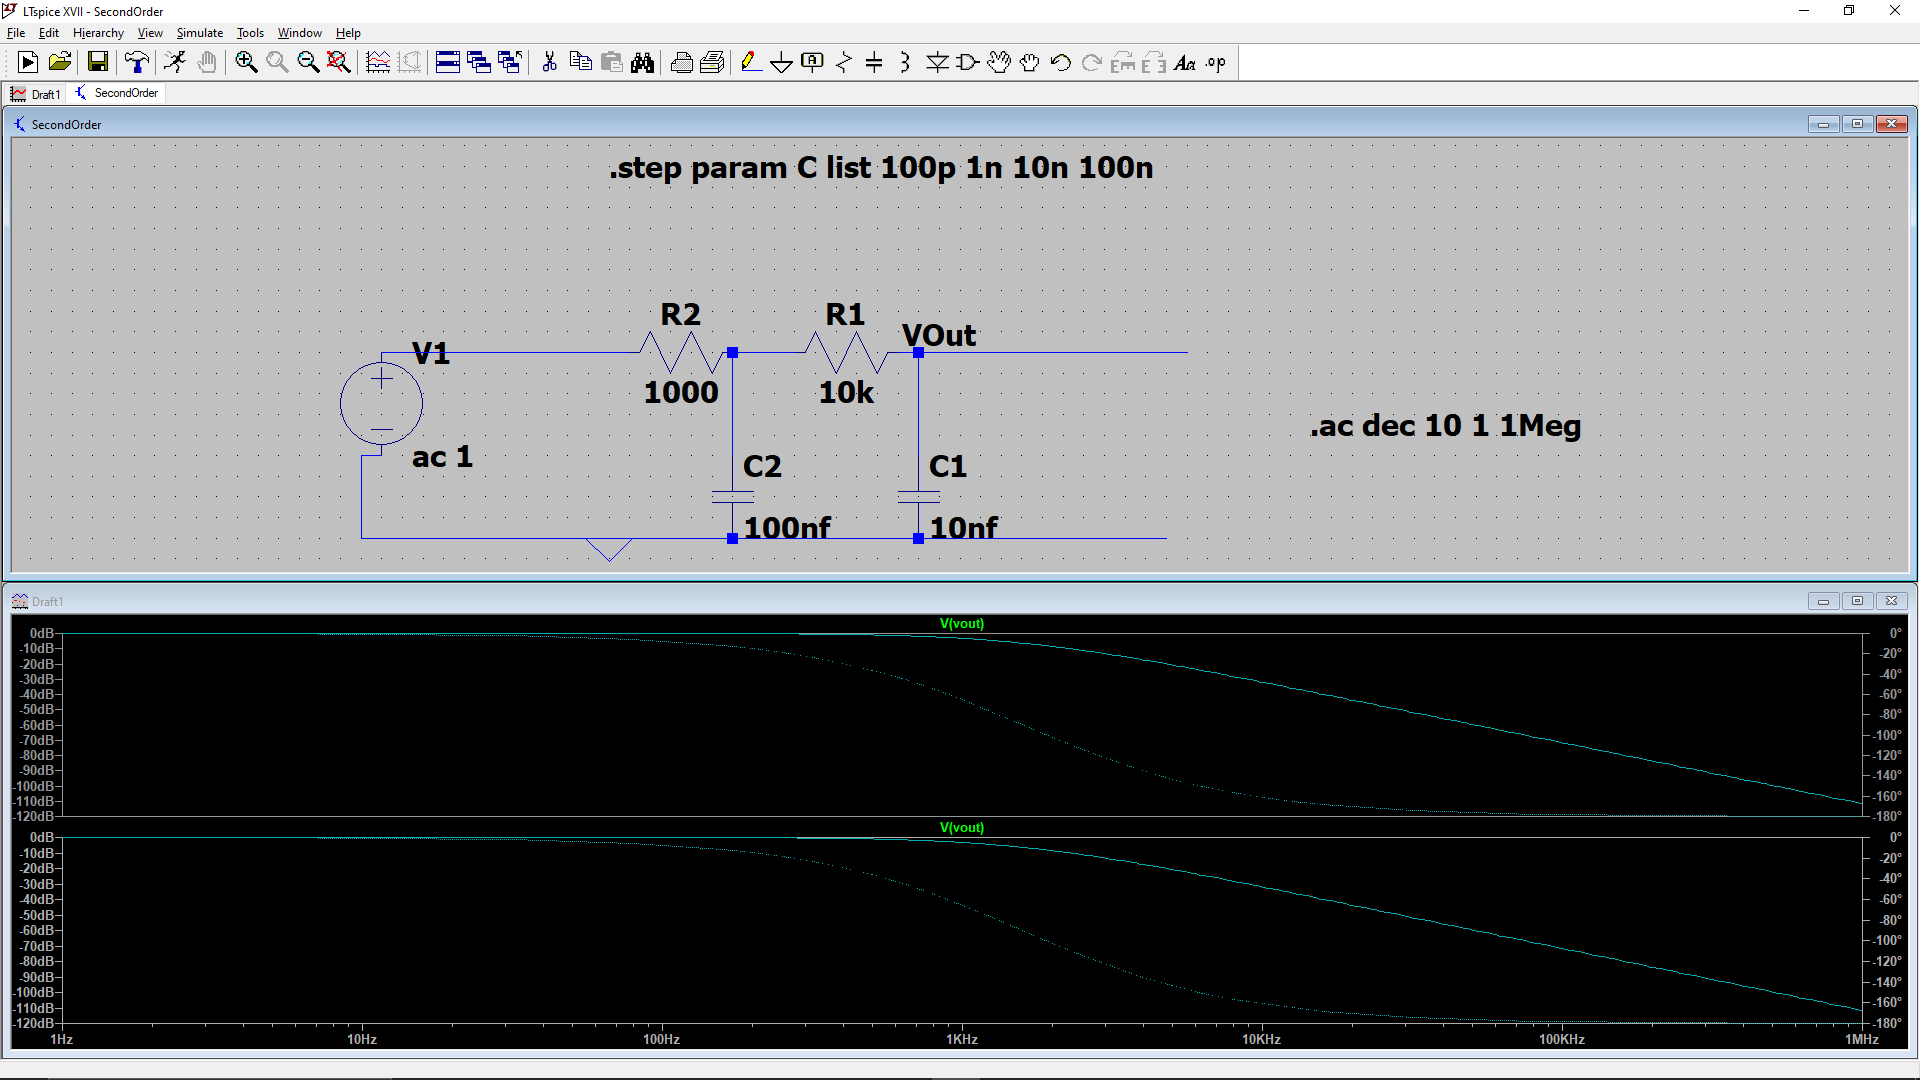 LTspice XVII - SecondOrder
File Edit Hierarchy View Simulate Tools Window Help
Draft1 SecondOrder
SecondOrder
.step param C list 100p 1n 10n 100n
R2 R1
V1 VOut
1000 10k
.ac dec 10 1 1Meg
ac 1 C2 C1
100nf 10nf
Draft1
V(vout)
0dB 0°
-10dB -20°
-20dB -40°
-30dB -60°
-40dB -80°
-50dB -100°
-60dB -120°
-70dB -140°
-80dB -160°
-90dB -180°
-100dB
-110dB
-120dB
V(vout)
0dB 0°
-10dB -20°
-20dB -40°
-30dB -60°
-40dB -80°
-50dB -100°
-60dB -120°
-70dB -140°
-80dB -160°
-90dB -180°
-100dB
-110dB
-120dB
1Hz 10Hz 100Hz 1KHz 10KHz 100KHz 1MHz